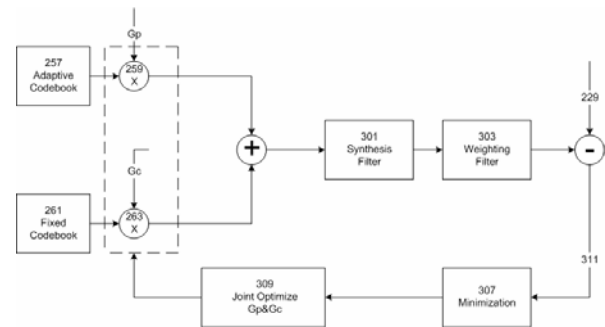 Gp
257
Adaptive
Codebook
259
X
229
301
Synthesis
Filter
303
Weighting
Filter
+
-
Gc
261
Fixed
Codebook
263
X
311
309
Joint Optimize
Gp&Gc
307
Minimization